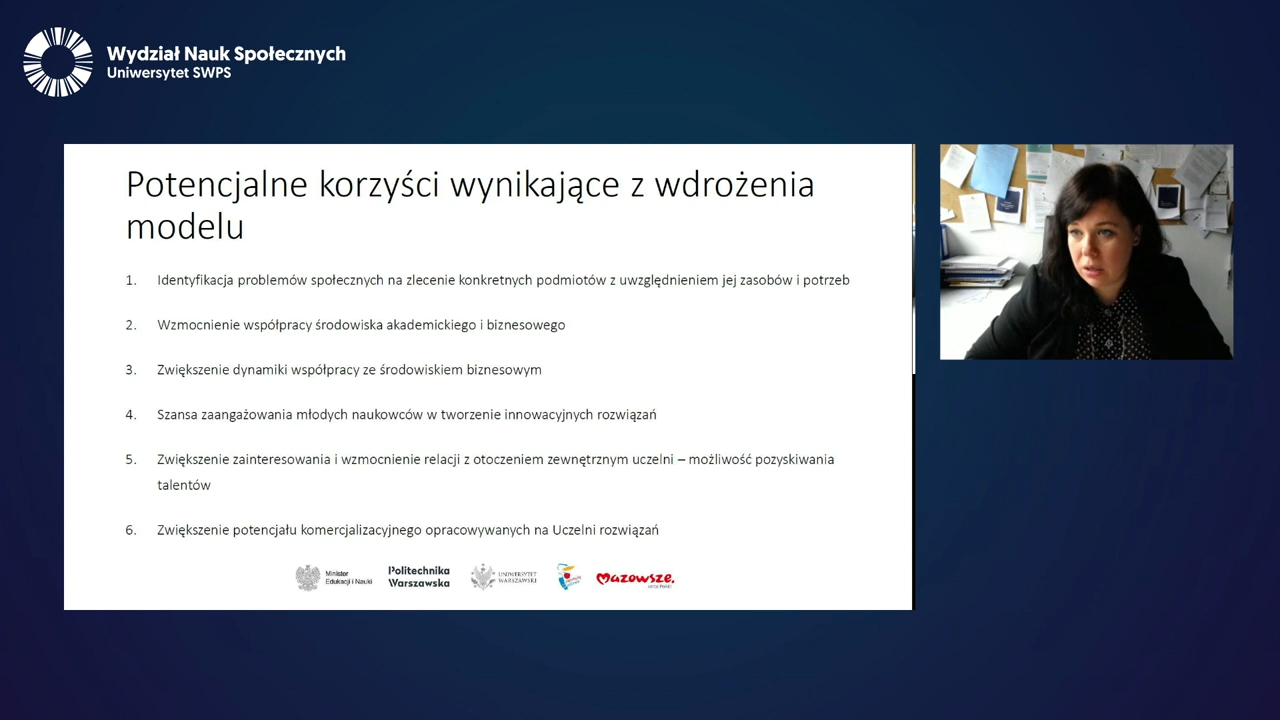 Wydział Nauk Społecznych
Uniwersytet SWPS
Potencjalne korzyści wynikające z wdrożenia
modelu
1. Identyfikacja problemów społecznych na zlecenie konkretnych podmiotów z uwzględnieniem jej zasobów i potrzeb
2. Wzmocnienie współpracy środowiska akademickiego i biznesowego
3. Zwiększenie dynamiki współpracy ze środowiskiem biznesowym
4. Szansa zaangażowania młodych naukowców w tworzenie innowacyjnych rozwiązań
5. Zwiększenie zainteresowania i wzmocnienie relacji z otoczeniem zewnętrznym uczelni – możliwość pozyskiwania
talentów
6. Zwiększenie potencjału komercjalizacyjnego opracowywanych na Uczelni rozwiązań
Minister
Edukacji i Nauki
Politechnika
Warszawska
UNIWERSYTET
WARSZAWSKI
Mazowsze.